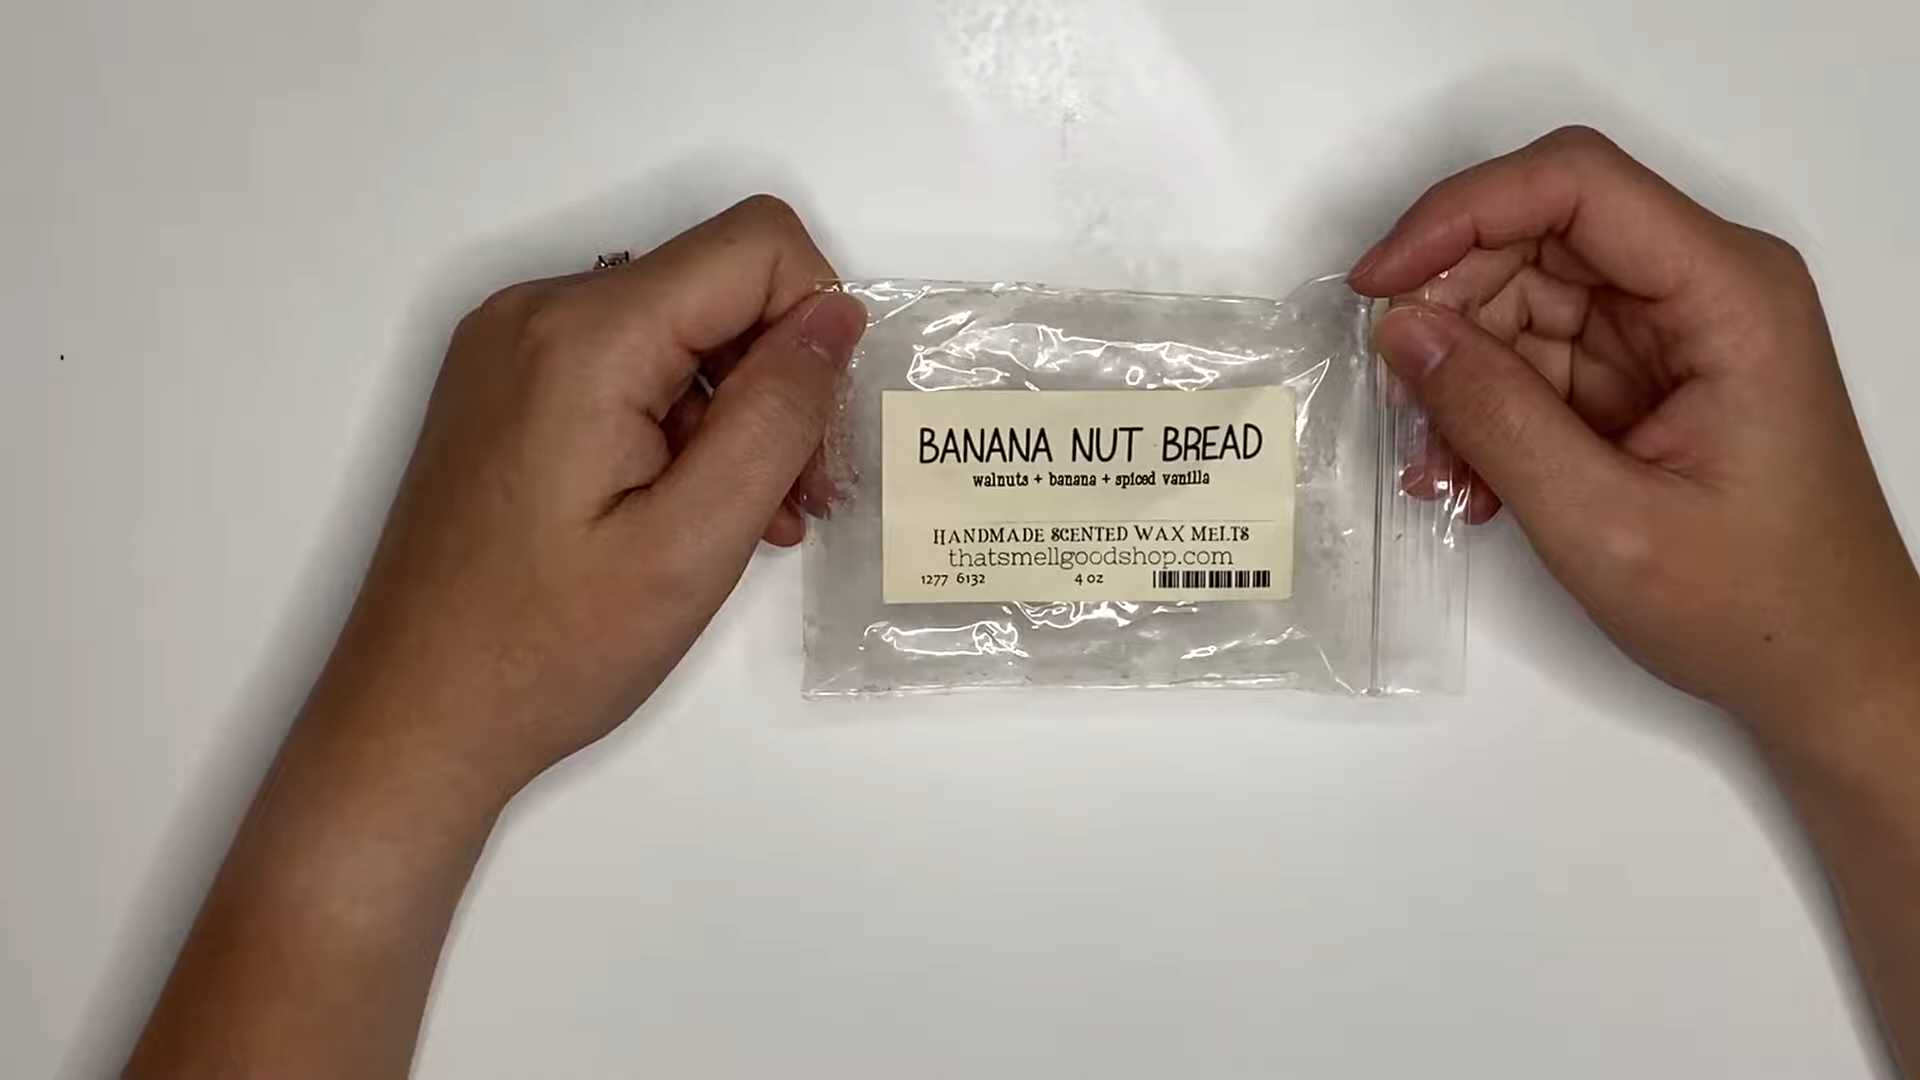 BANANA NUT BREAD
walnuts + banana + spiced vanilla
HANDMADE SCENTED WAX MELTS
thatsmellgoodshop.com
1277 6132 4 oz